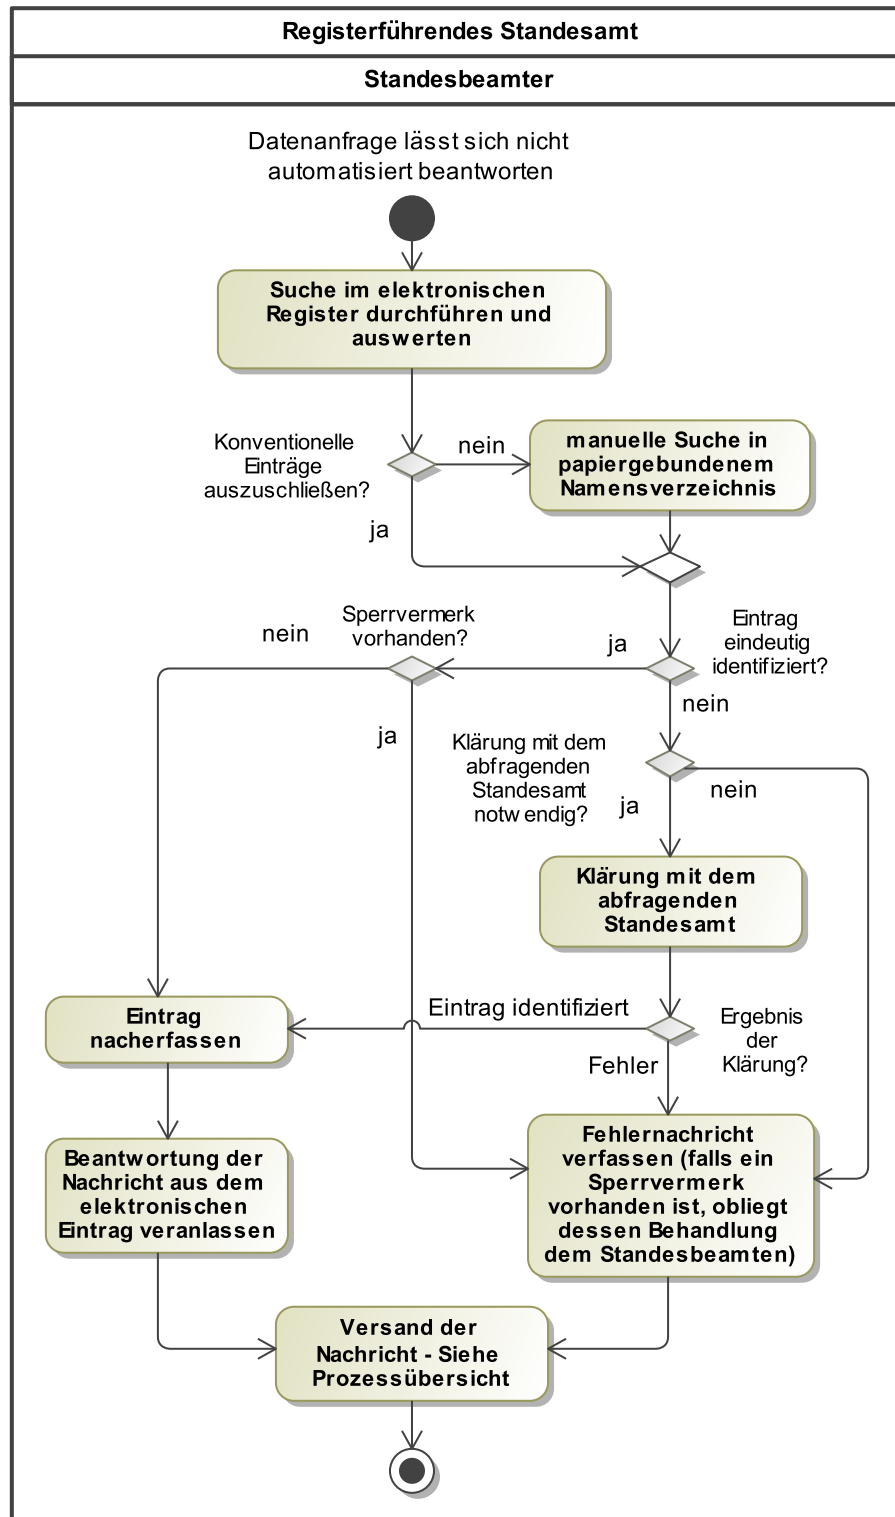 Registerführendes Standesamt
Standesbeamter
Datenanfrage lässt sich nicht
automatisiert beantworten
Suche im elektronischen
Register durchführen und
auswerten
Konventionelle
Einträge
auszuschließen?
nein
manuelle Suche in
papiergebundenem
Namensverzeichnis
ja
Sperrvermerk
vorhanden?
nein
ja
Eintrag
eindeutig
identifiziert?
nein
ja
Klärung mit dem
abfragenden
Standesamt
notwendig?
nein
ja
Klärung mit dem
abfragenden
Standesamt
Eintrag
nacherfassen
Eintrag identifiziert
Ergebnis
der
Klärung?
Fehler
Beantwortung der
Nachricht aus dem
elektronischen
Eintrag veranlassen
Fehlernachricht
verfassen (falls ein
Sperrvermerk
vorhanden ist, obliegt
dessen Behandlung
dem Standesbeamten)
Versand der
Nachricht - Siehe
Prozessübersicht